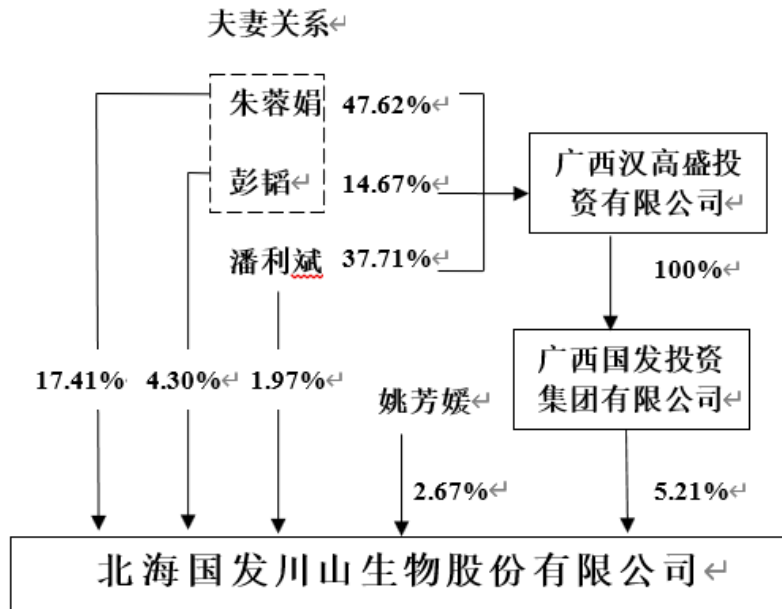 夫妻关系↵
朱蓉娟 47.62%↵
彭韬↵ 14.67%↵
潘利斌 37.71%↵
广西汉高盛投
资有限公司↵
100%↵
广西国发投资
集团有限公司↵
17.41% 4.30%↵ 1.97%↵
姚芳媛↵
2.67%↵ 5.21%↵
北海国发川山生物股份有限公司↵